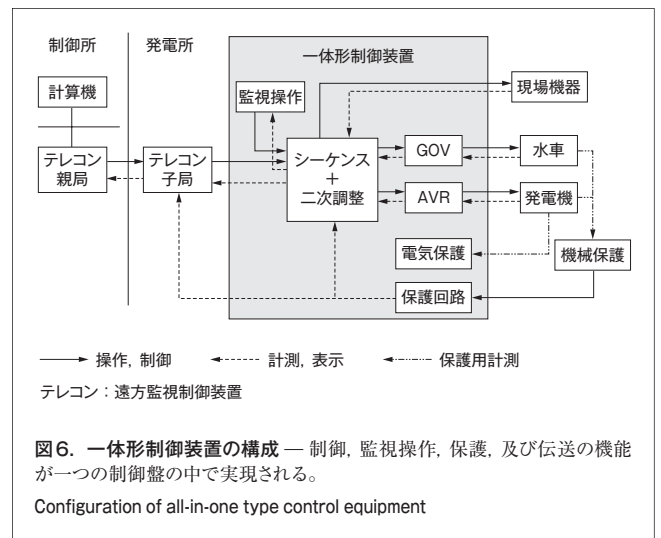 制御所
発電所
一体形制御装置
計算機
監視操作
現場機器
テレコン
親局
テレコン
子局
シーケンス
+
二次調整
GOV
水車
AVR
発電機
電気保護
機械保護
保護回路
操作，制御
計測，表示
保護用計測
テレコン：遠方監視制御装置
図6．一体形制御装置の構成 — 制御，監視操作，保護，及び伝送の機能
が一つの制御盤の中で実現される。
Configuration of all-in-one type control equipment